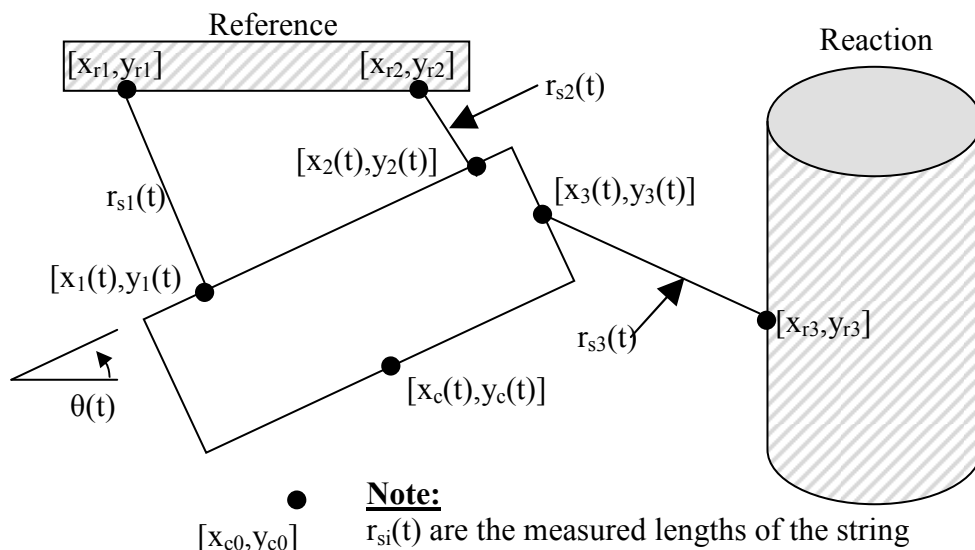 Reference
Reaction
[xr1,yr1]
[xr2,yr2]
rs2(t)
[x2(t),y2(t)]
[x3(t),y3(t)]
rs1(t)
[x1(t),y1(t)
[xr3,yr3]
rs3(t)
θ(t)
[xc(t),yc(t)]
Note:
[xc0,yc0]
rsi(t) are the measured lengths of the string